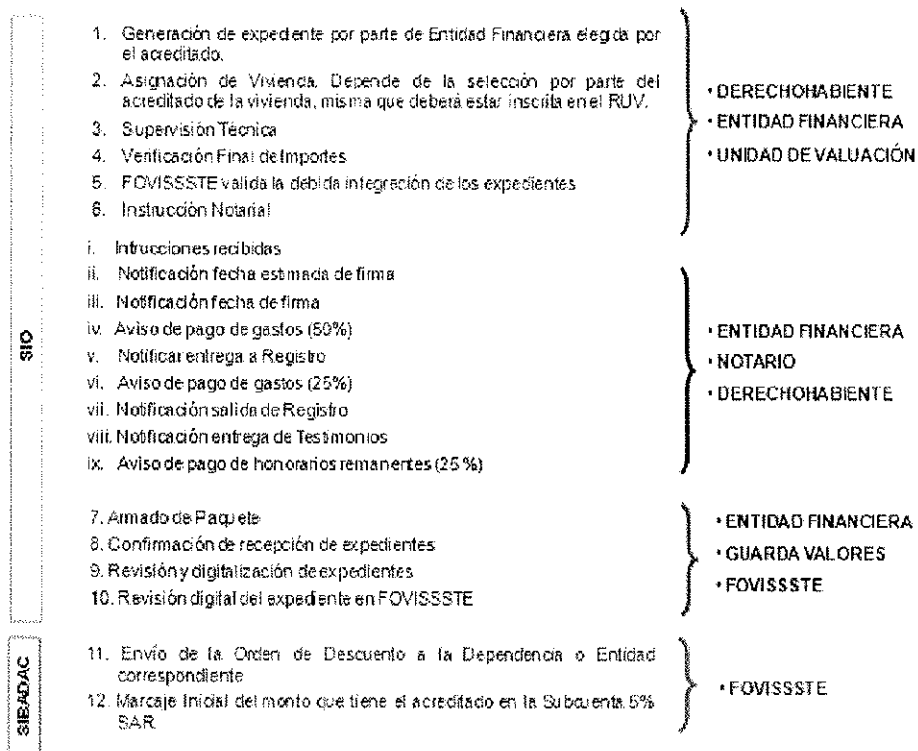 1. Generación de expediente por parte de Entidad Financiera elegida por
el acreditado.
2. Asignación de Vivienda. Depende de la selección por parte del
acreditado de la vivienda, misma que deberá estar inscrita en el RUV.
3. Supervisión Técnica
4. Verificación Final de Importes
5. FOVISSSTE valida la debida integración de los expedientes
6. Instrucción Notarial
• DERECHOHABIENTE
• ENTIDAD FINANCIERA
• UNIDAD DE VALUACIÓN
i. Intrucciones recibidas
ii. Notificación fecha estimada de firma
iii. Notificación fecha de firma
iv. Aviso de pago de gastos (50%)
v. Notificar entrega a Registro
vi. Aviso de pago de gastos (25%)
vii. Notificación salida de Registro
viii. Notificación entrega de Testimonios
ix. Aviso de pago de honorarios remanentes (25 %)
• ENTIDAD FINANCIERA
• NOTARIO
• DERECHOHABIENTE
SIO
7. Armado de Paquete
8. Confirmación de recepción de expedientes
9. Revisión y digitalización de expedientes
10. Revisión digital del expediente en FOVISSSTE
• ENTIDAD FINANCIERA
• GUARDA VALORES
• FOVISSSTE
11. Envío de la Orden de Descuento a la Dependencia o Entidad
correspondiente
12. Marcaje Inicial del monto que tiene el acreditado en la Subcuenta 5%
SAR
• FOVISSSTE
SIBADAC